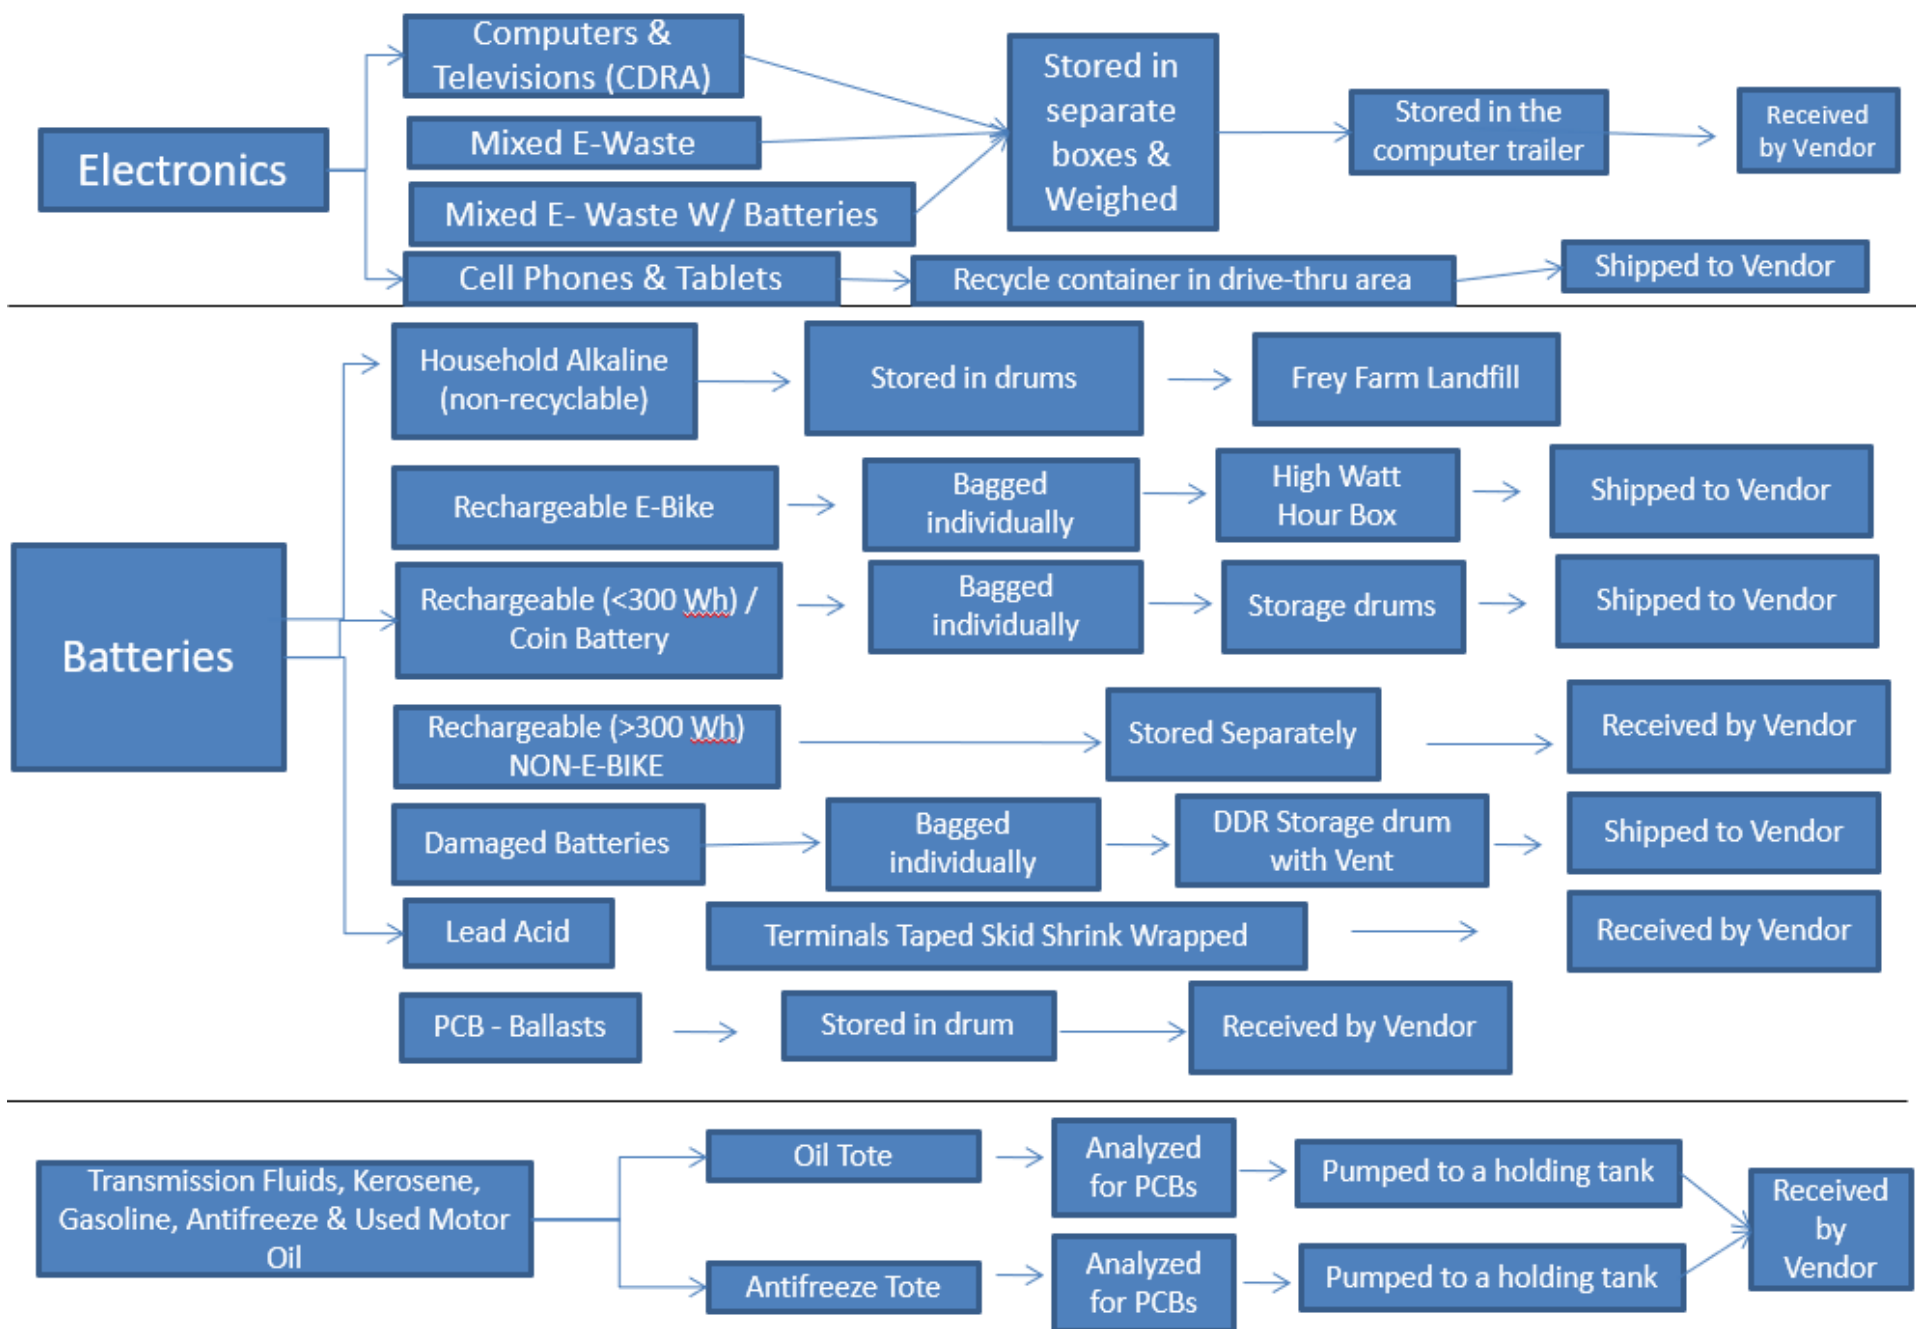 Computers &
Televisions (CDRA)
Electronics
Mixed E-Waste
Mixed E- Waste W/ Batteries
Cell Phones & Tablets
Stored in
separate
boxes &
Weighed
Stored in the
computer trailer
Received
by Vendor
Recycle container in drive-thru area
Shipped to Vendor
Batteries
Household Alkaline
(non-recyclable)
Stored in drums
Frey Farm Landfill
Rechargeable E-Bike
Bagged
individually
High Watt
Hour Box
Shipped to Vendor
Rechargeable (<300 Wh) /
Coin Battery
Bagged
individually
Storage drums
Shipped to Vendor
Rechargeable (>300 Wh)
NON-E-BIKE
Stored Separately
Received by Vendor
Damaged Batteries
Bagged
individually
DDR Storage drum
with Vent
Shipped to Vendor
Lead Acid
Terminals Taped Skid Shrink Wrapped
Received by Vendor
PCB - Ballasts
Stored in drum
Received by Vendor
Transmission Fluids, Kerosene,
Gasoline, Antifreeze & Used Motor
Oil
Oil Tote
Analyzed
for PCBs
Pumped to a holding tank
Antifreeze Tote
Analyzed
for PCBs
Pumped to a holding tank
Received
by
Vendor